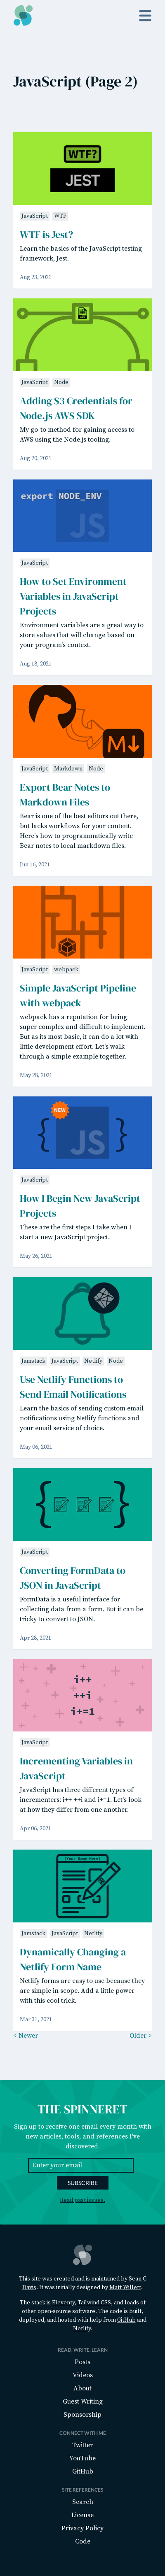 JavaScript (Page 2)
WTF?
JEST
JavaScript WTF
WTF is Jest?
Learn the basics of the JavaScript testing
framework, Jest.
Aug 23, 2021
JavaScript Node
Adding S3 Credentials for
Node.js AWS SDK
My go-to method for gaining access to
AWS using the Node.js tooling.
Aug 20, 2021
export NODE_ENV
JS
JavaScript
How to Set Environment
Variables in JavaScript
Projects
Environment variables are a great way to
store values that will change based on
your program's context.
Aug 18, 2021
M
JavaScript Markdown Node
Export Bear Notes to
Markdown Files
Bear is one of the best editors out there,
but lacks workflows for your content.
Here's how to programmatically write
Bear notes to local markdown files.
Jun 16, 2021
JavaScript webpack
Simple JavaScript Pipeline
with webpack
webpack has a reputation for being
super complex and difficult to implement.
But as its most basic, it can do a lot with
little development effort. Let's walk
through a simple example together.
May 28, 2021
NEW
{ JS }
JavaScript
How I Begin New JavaScript
Projects
These are the first steps I take when I
start a new JavaScript project.
May 26, 2021
Jamstack JavaScript Netlify Node
Use Netlify Functions to
Send Email Notifications
Learn the basics of sending custom email
notifications using Netlify functions and
your email service of choice.
May 06, 2021
{ }
JavaScript
Converting FormData to
JSON in JavaScript
FormData is a useful interface for
collecting data from a form. But it can be
tricky to convert to JSON.
Apr 28, 2021
i++
++i
i+=1
JavaScript
Incrementing Variables in
JavaScript
JavaScript has three different types of
incrementers: i++ ++i and i+=1. Let's look
at how they differ from one another.
Apr 06, 2021
[Your Name Here]
Jamstack JavaScript Netlify
Dynamically Changing a
Netlify Form Name
Netlify forms are easy to use because they
are simple in scope. Add a little power
with this cool trick.
Mar 31, 2021
< Newer Older >
THE SPINNERET
Sign up to receive one email every month with
new articles, tools, and references I've
discovered.
Enter your email
SUBSCRIBE
Read past issues.
This site was created and is maintained by Sean C
Davis. It was initially designed by Matt Willett.
The stack is Eleventy, Tailwind CSS, and loads of
other open-source software. The code is built,
deployed, and hosted with help from GitHub and
Netlify.
READ, WRITE, LEARN
Posts
Videos
About
Guest Writing
Sponsorship
CONNECT WITH ME
Twitter
YouTube
GitHub
SITE REFERENCES
Search
License
Privacy Policy
Code